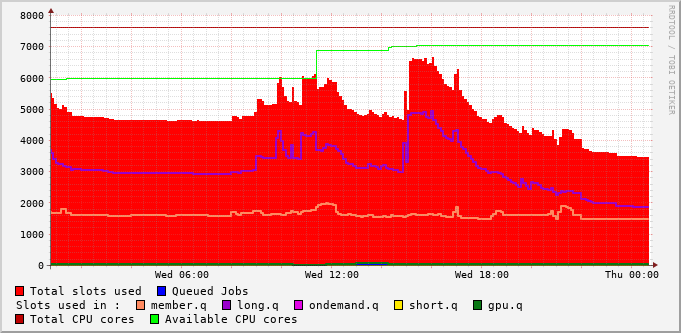 8000
7000
6000
5000
4000
3000
2000
1000
0
Wed 06:00 Wed 12:00 Wed 18:00 Thu 00:00
Total slots used Queued Jobs
Slots used in : member.q long.q ondemand.q short.q gpu.q
Total CPU cores Available CPU cores
RRDTOOL / TOBI OETIKER